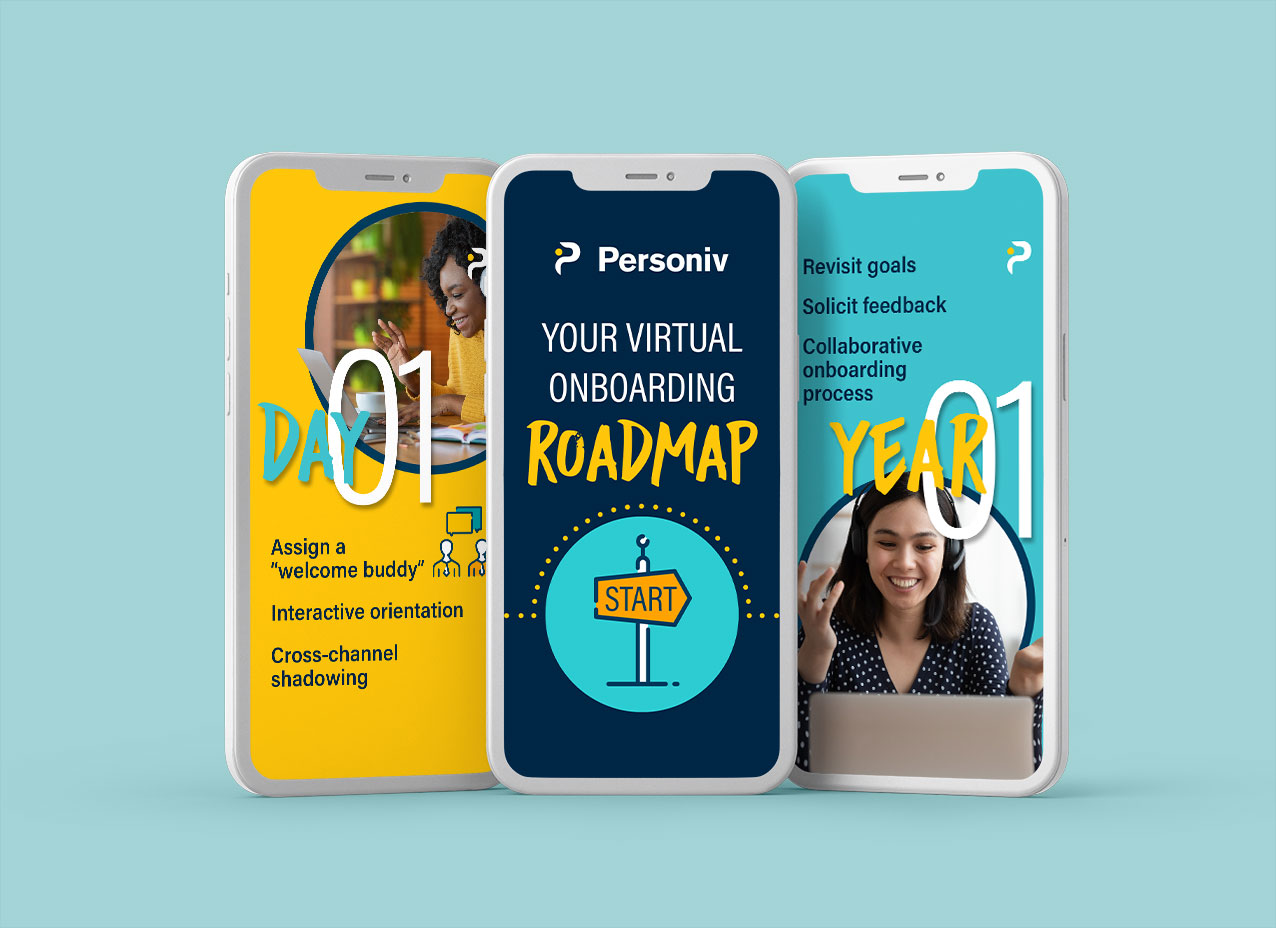 DAY 01
Assign a
“welcome buddy”
Interactive orientation
Cross-channel
shadowing
Personiv
YOUR VIRTUAL
ONBOARDING
ROADMAP
START
Revisit goals
Solicit feedback
Collaborative
onboarding
process
YEAR 01